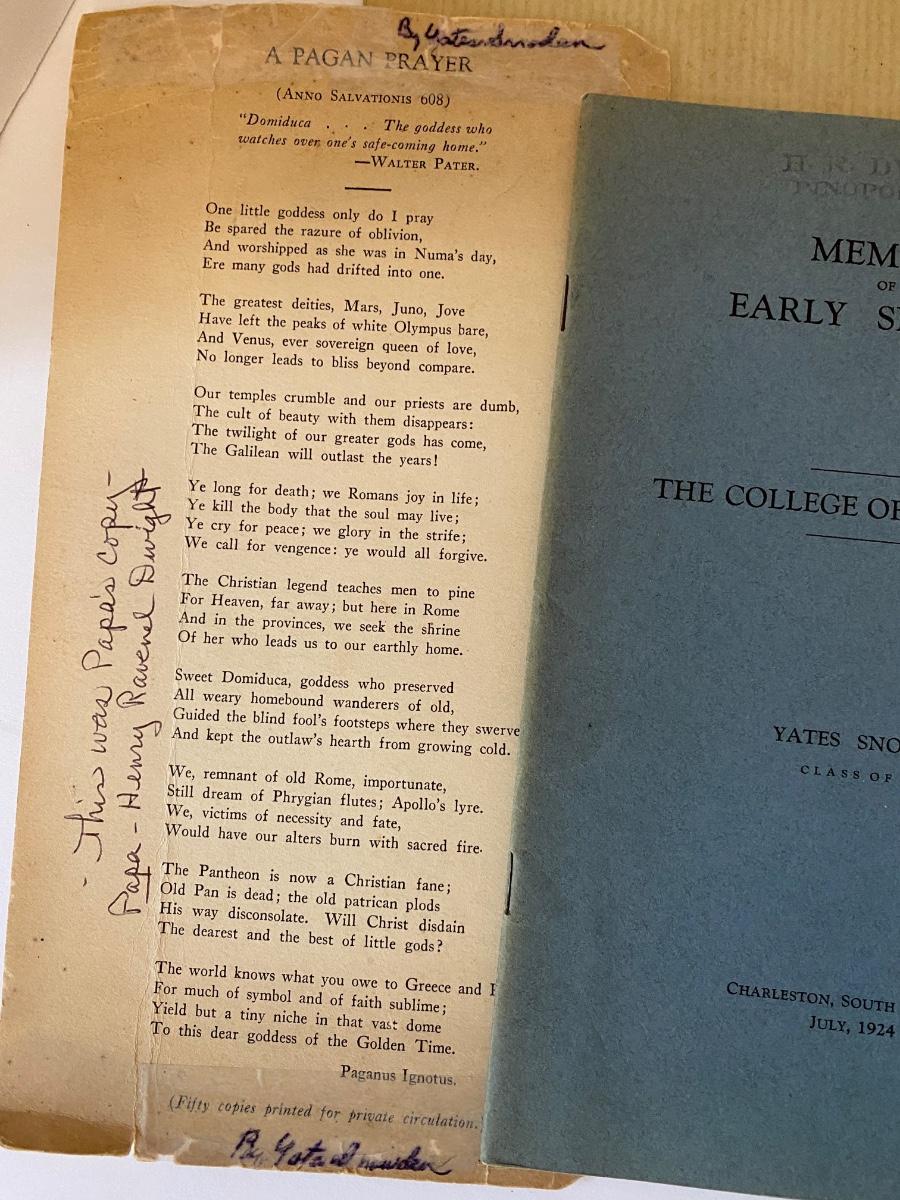 By Yates Snowden
A PAGAN PRAYER
(ANNO SALVATIONIS 608)
"Domiduca . . . The goddess who
watches over one's safe-coming home."
—WALTER PATER.
One little goddess only do I pray
Be spared the razure of oblivion,
And worshipped as she was in Numa's day,
Ere many gods had drifted into one.
The greatest deities, Mars, Juno, Jove
Have left the peaks of white Olympus bare,
And Venus, ever sovereign queen of love,
No longer leads to bliss beyond compare.
Our temples crumble and our priests are dumb,
The cult of beauty with them disappears:
The twilight of our greater gods has come,
The Galilean will outlast the years!
Ye long for death; we Romans joy in life;
Ye kill the body that the soul may live;
Ye cry for peace; we glory in the strife;
We call for vengence: ye would all forgive.
The Christian legend teaches men to pine
For Heaven, far away; but here in Rome
And in the provinces, we seek the shrine
Of her who leads us to our earthly home.
Sweet Domiduca, goddess who preserved
All weary homebound wanderers of old,
Guided the blind fool's footsteps where they swerve
And kept the outlaw's hearth from growing cold.
We, remnant of old Rome, importunate,
Still dream of Phrygian flutes; Apollo's lyre.
We, victims of necessity and fate,
Would have our alters burn with sacred fire.
The Pantheon is now a Christian fane;
Old Pan is dead; the old patrican plods
His way disconsolate. Will Christ disdain
The dearest and the best of little gods?
The world knows what you owe to Greece and
For much of symbol and of faith sublime;
Yield but a tiny niche in that vast dome
To this dear goddess of the Golden Time.
Paganus Ignotus.
(Fifty copies printed for private circulation.
By Yates Snowden
- This was Papa's copy-
Papa - Henry Ravenel Dwight
H. R. D
PINOPO
MEM
OF
EARLY S
THE COLLEGE OF
YATES SNO
CLASS OF
CHARLESTON, SOUTH
JULY, 1924